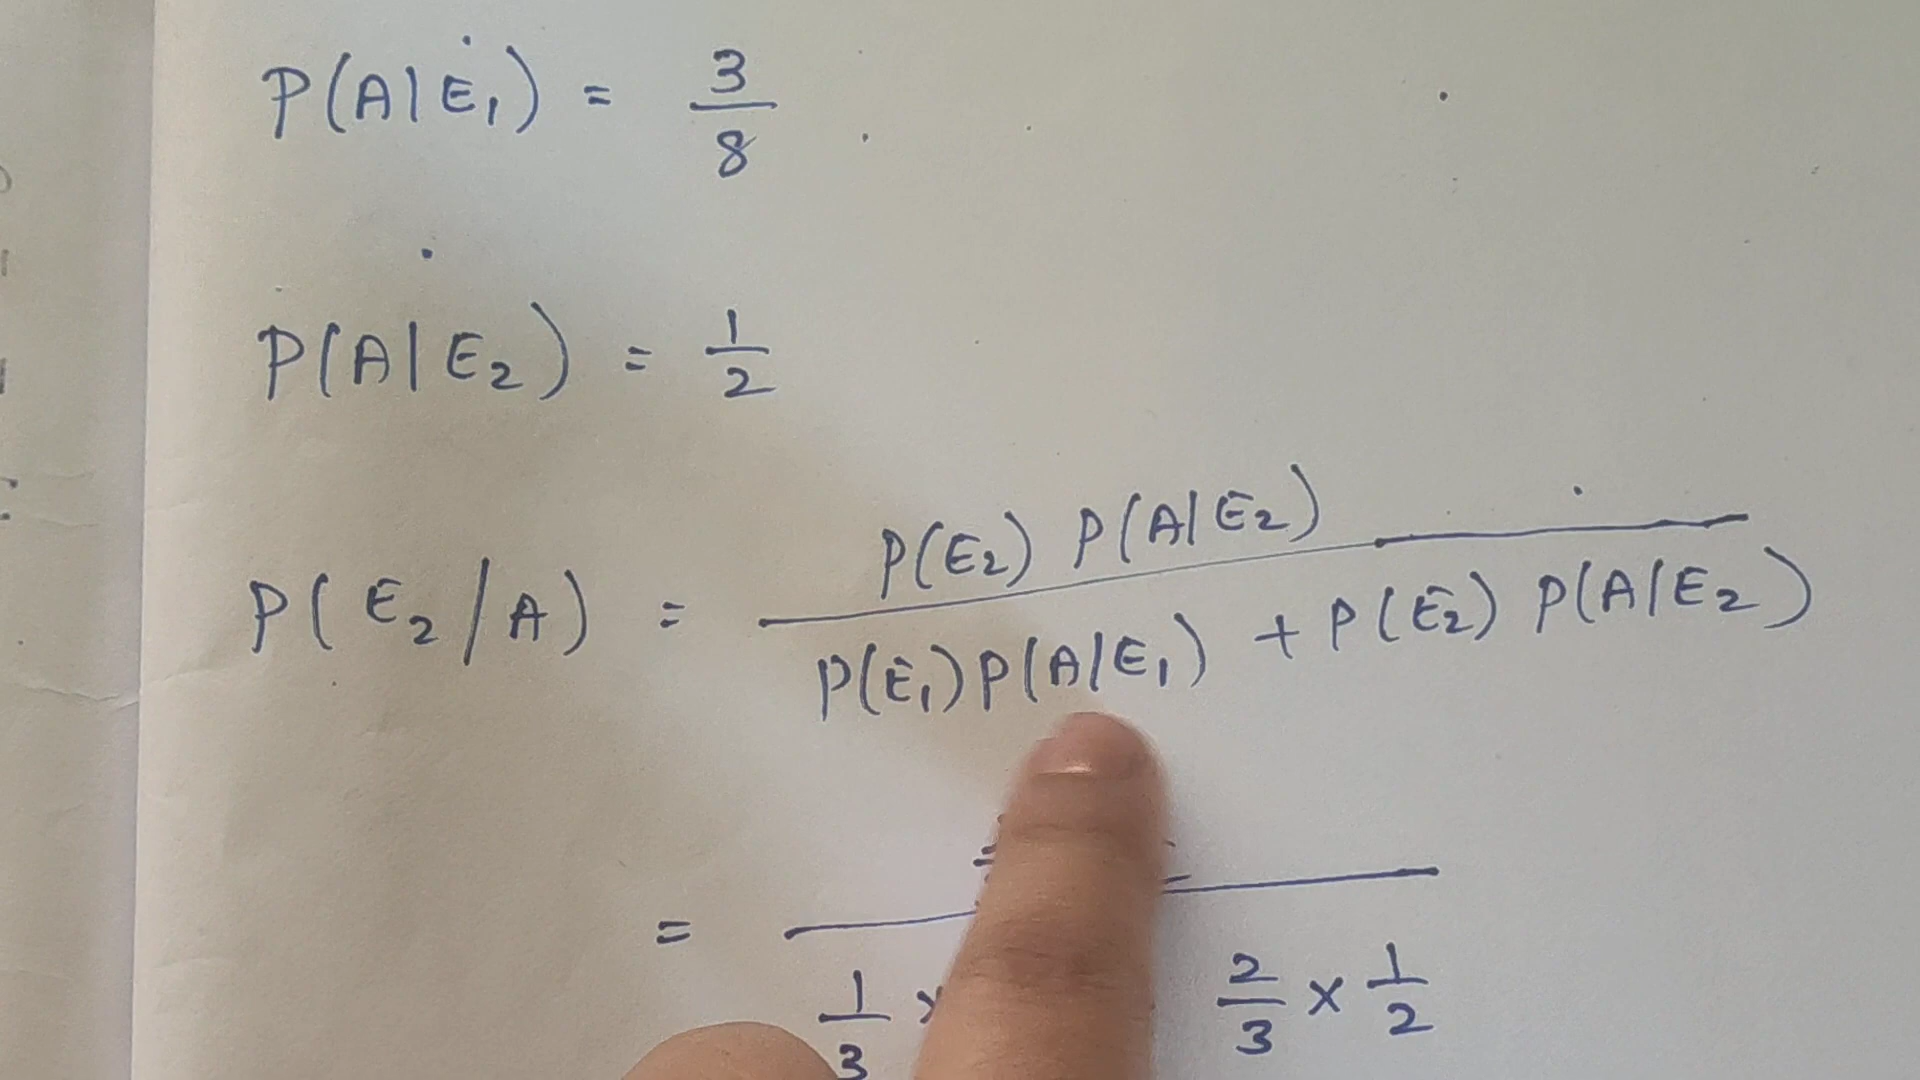 P(A|E₁) = 3/8
P(A|E₂) = 1/2
P(E₂/A) = P(E₂) P(A|E₂) / P(E₁)P(A|E₁) + P(E₂) P(A|E₂)
= 1/3 × 2/3 × 1/2